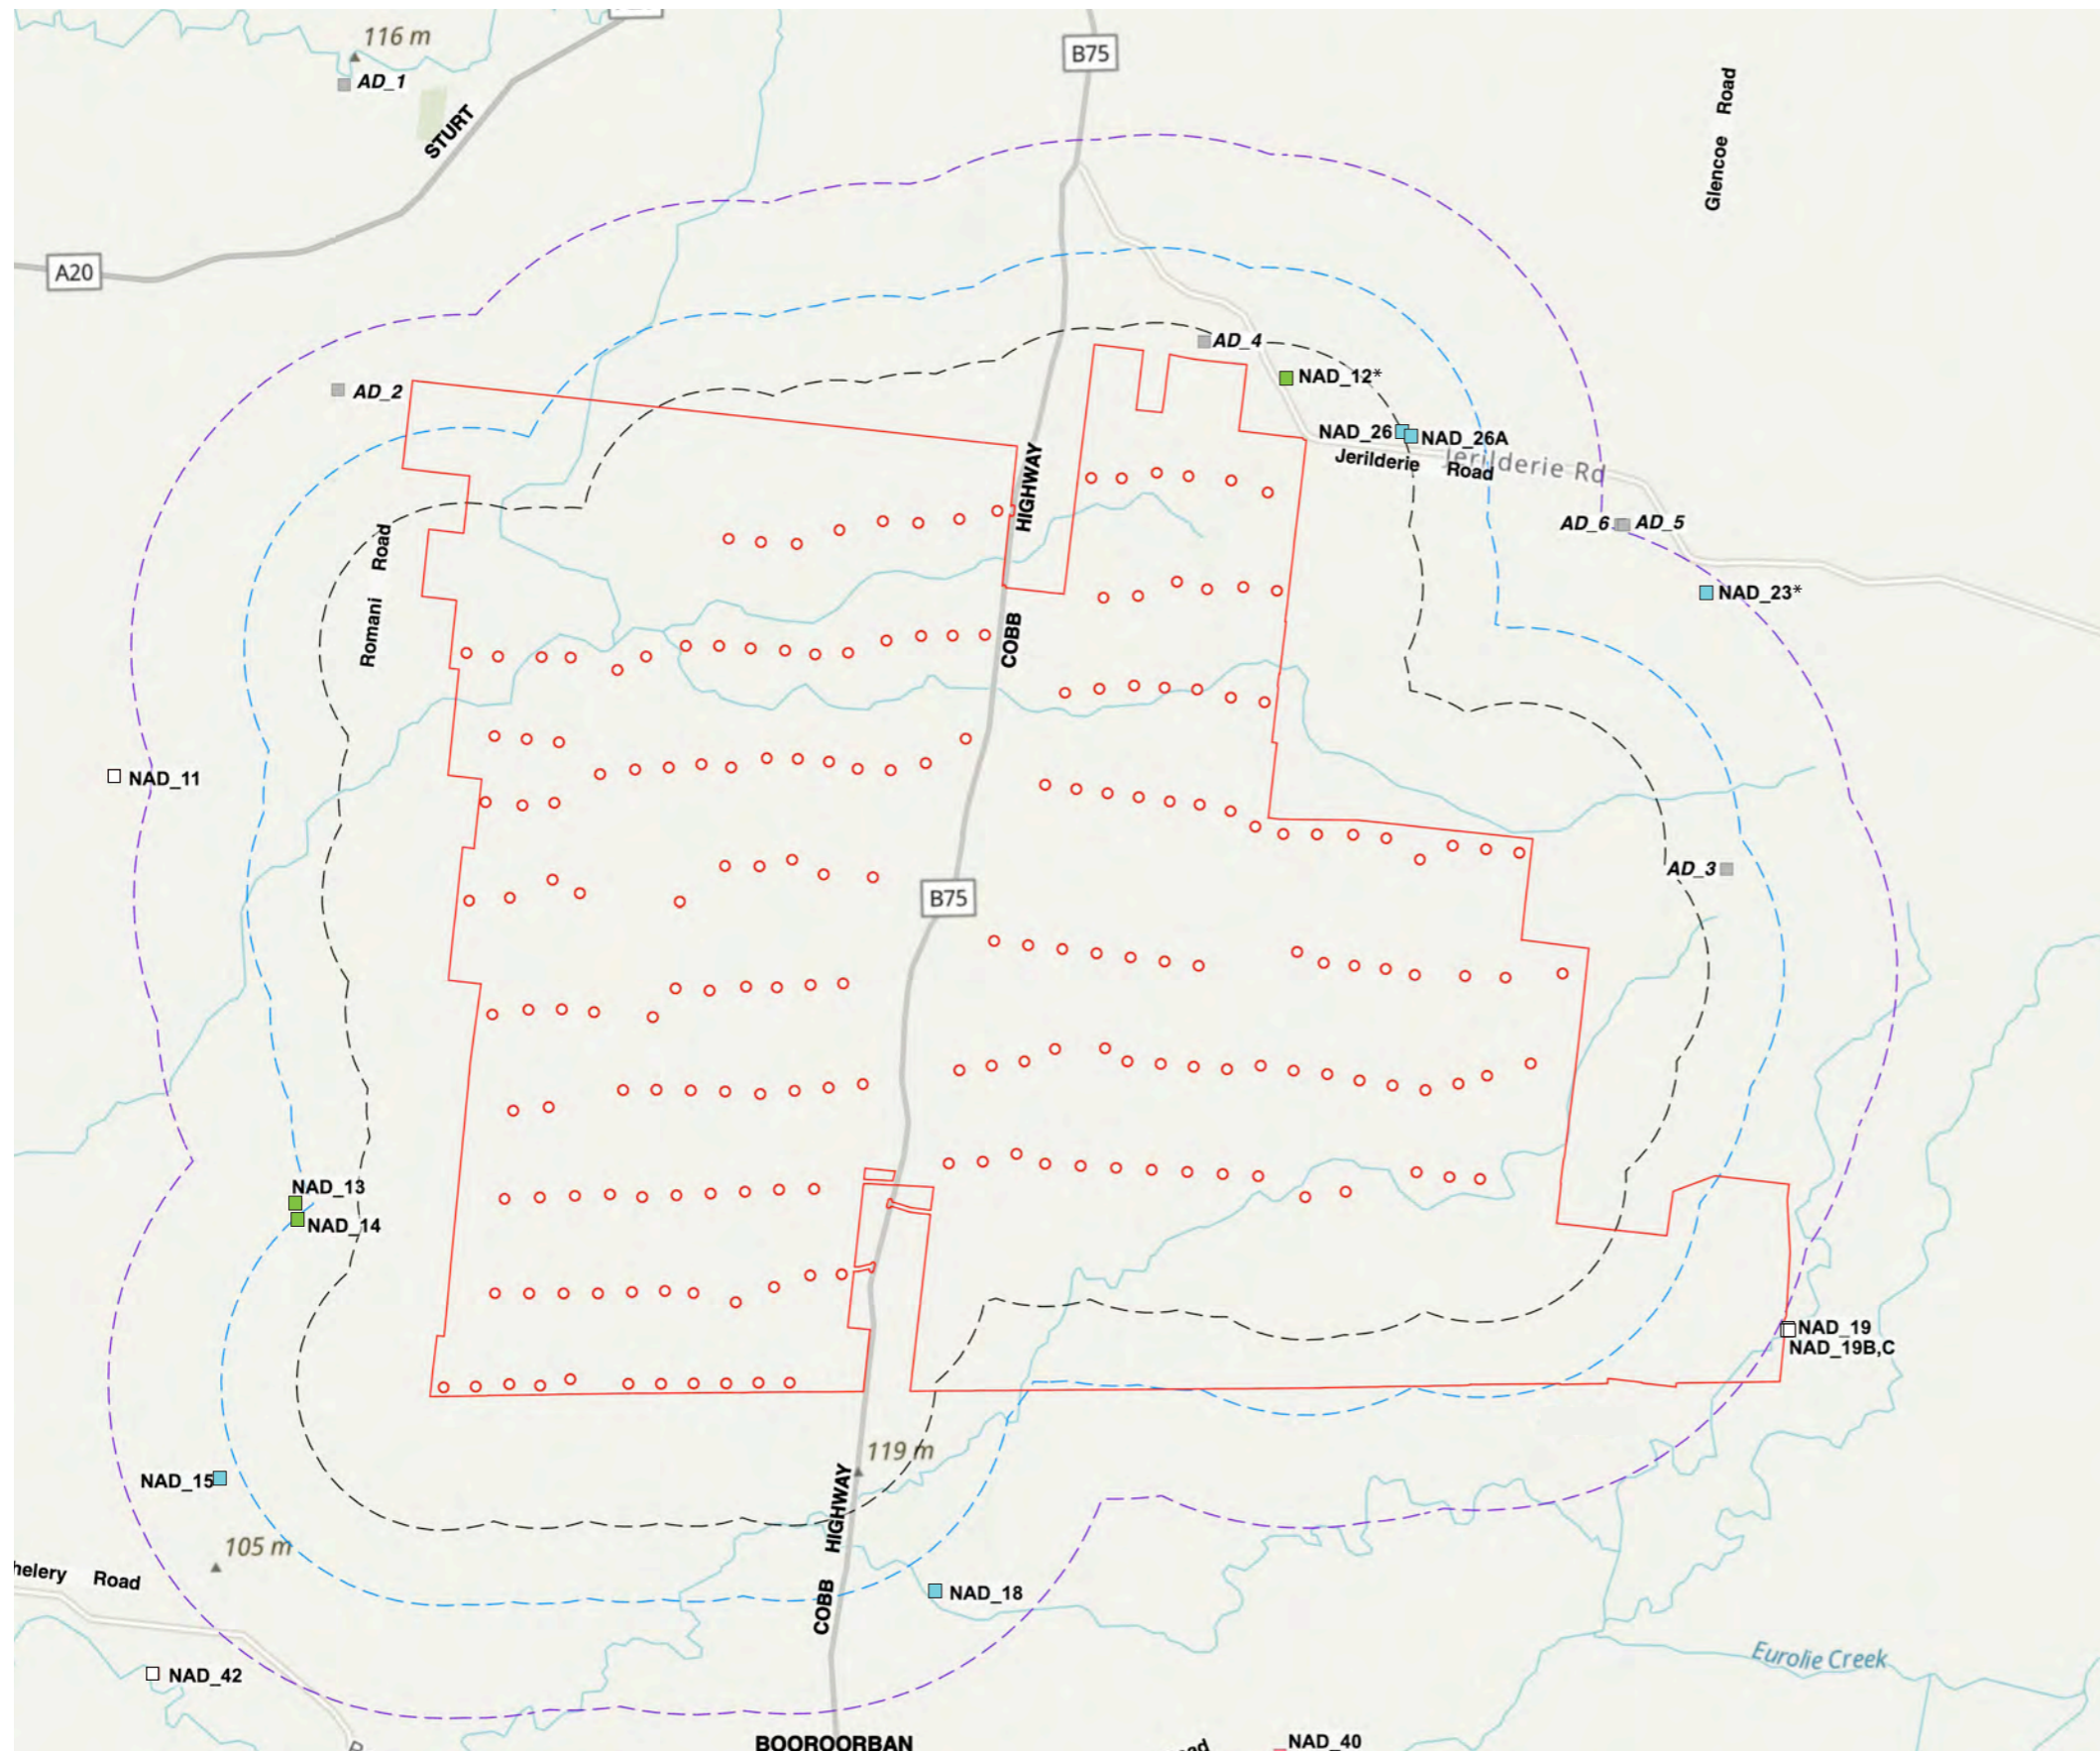 116 m
AD_1
STURT
B75
Glencoe Road
A20
AD_2
AD_4
NAD_12*
NAD_26
NAD_26A
Jerilderie Road
Jerilderie Rd
HIGHWAY
COBB
Romani Road
AD_6
AD_5
NAD_23*
NAD_11
AD_3
B75
NAD_13
NAD_14
NAD_19
NAD_19B,C
119 m
NAD_15
HIGHWAY
COBB
105 m
helery Road
NAD_18
NAD_42
Eurolie Creek
BOOROORBAN
NAD_40